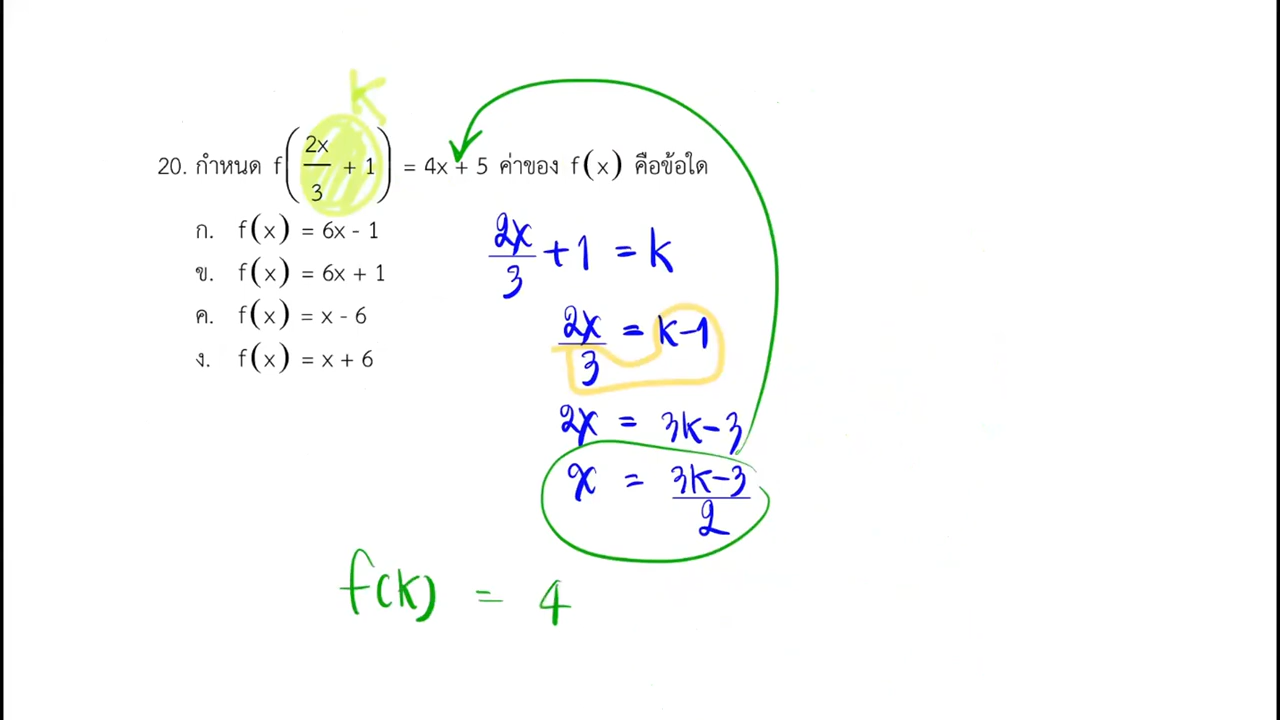 K
20. กำหนด f(2x/3 + 1) = 4x + 5 ค่าของ f(x) คือข้อใด
ก. f(x) = 6x - 1
ข. f(x) = 6x + 1
ค. f(x) = x - 6
ง. f(x) = x + 6
2x/3 + 1 = k
2x/3 = k-1
2x = 3k-3
x = 3k-3/2
f(k) = 4